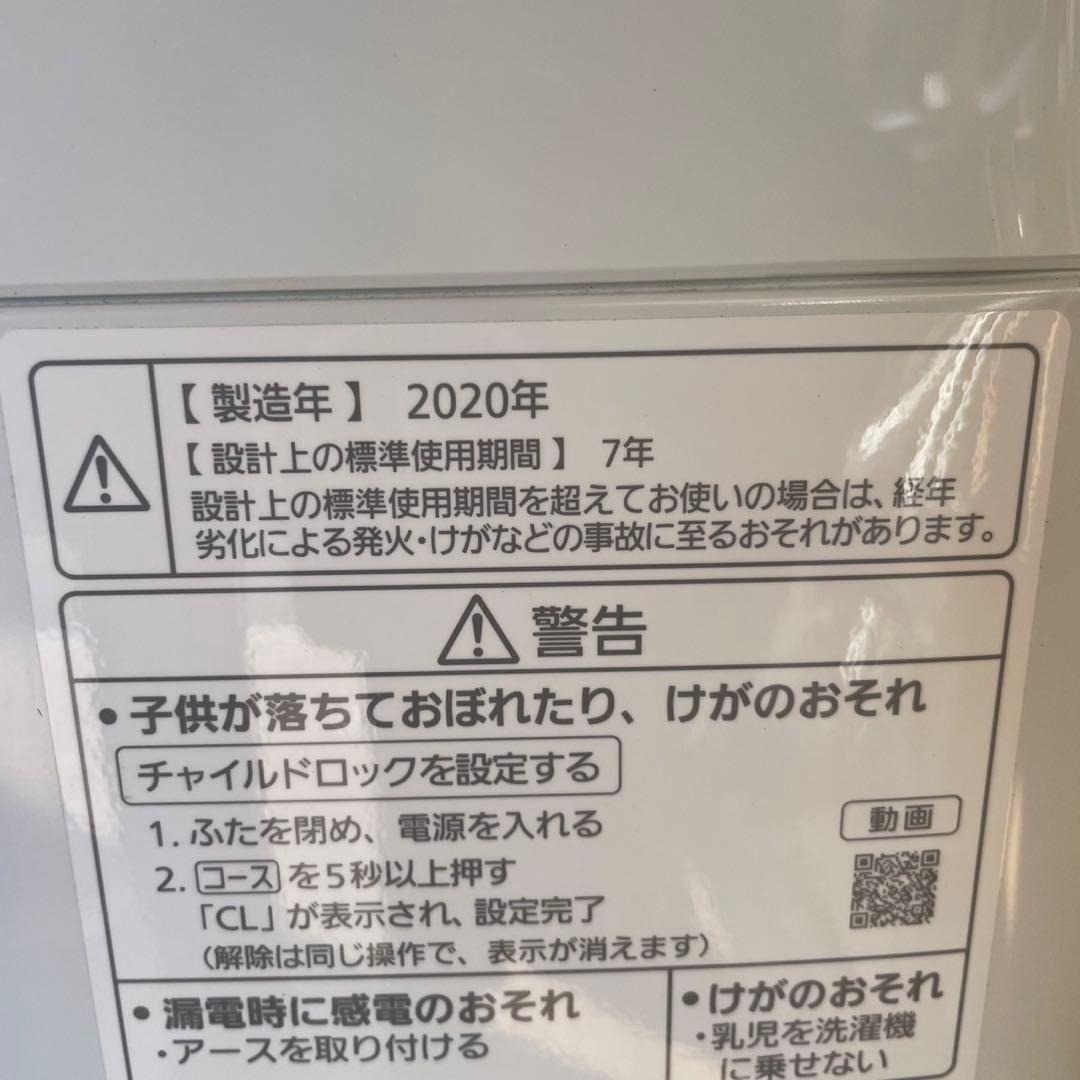 【製造年】 2020年
【設計上の標準使用期間】 7年
設計上の標準使用期間を超えてお使いの場合は、経年
劣化による発火・けがなどの事故に至るおそれがあります。
警告
• 子供が落ちておぼれたり、けがのおそれ
チャイルドロックを設定する
1. ふたを閉め、電源を入れる
2. コース を5秒以上押す
「CL」が表示され、設定完了
(解除は同じ操作で、表示が消えます)
動画
• 漏電時に感電のおそれ
・アースを取り付ける
• けがのおそれ
・乳児を洗濯機
に乗せない